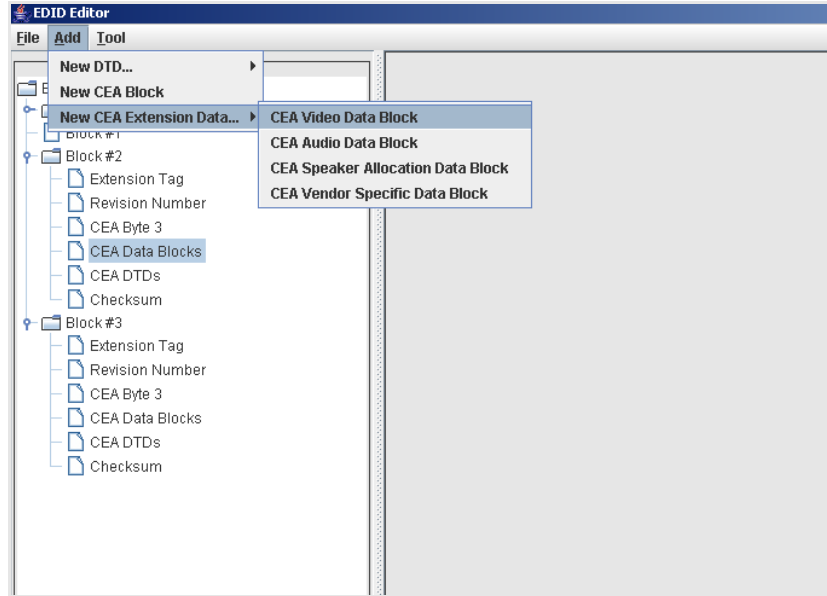 EDID Editor
File Add Tool
New DTD...
New CEA Block
New CEA Extension Data...
CEA Video Data Block
CEA Audio Data Block
CEA Speaker Allocation Data Block
CEA Vendor Specific Data Block
Block #1
Block #2
Extension Tag
Revision Number
CEA Byte 3
CEA Data Blocks
CEA DTDs
Checksum
Block #3
Extension Tag
Revision Number
CEA Byte 3
CEA Data Blocks
CEA DTDs
Checksum